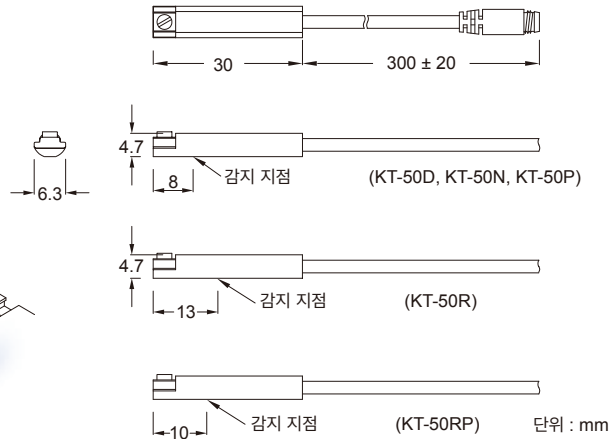 30
300 ± 20
4.7
6.3
8
감지 지점
(KT-50D, KT-50N, KT-50P)
4.7
13
감지 지점
(KT-50R)
10
감지 지점
(KT-50RP)
단위 : mm